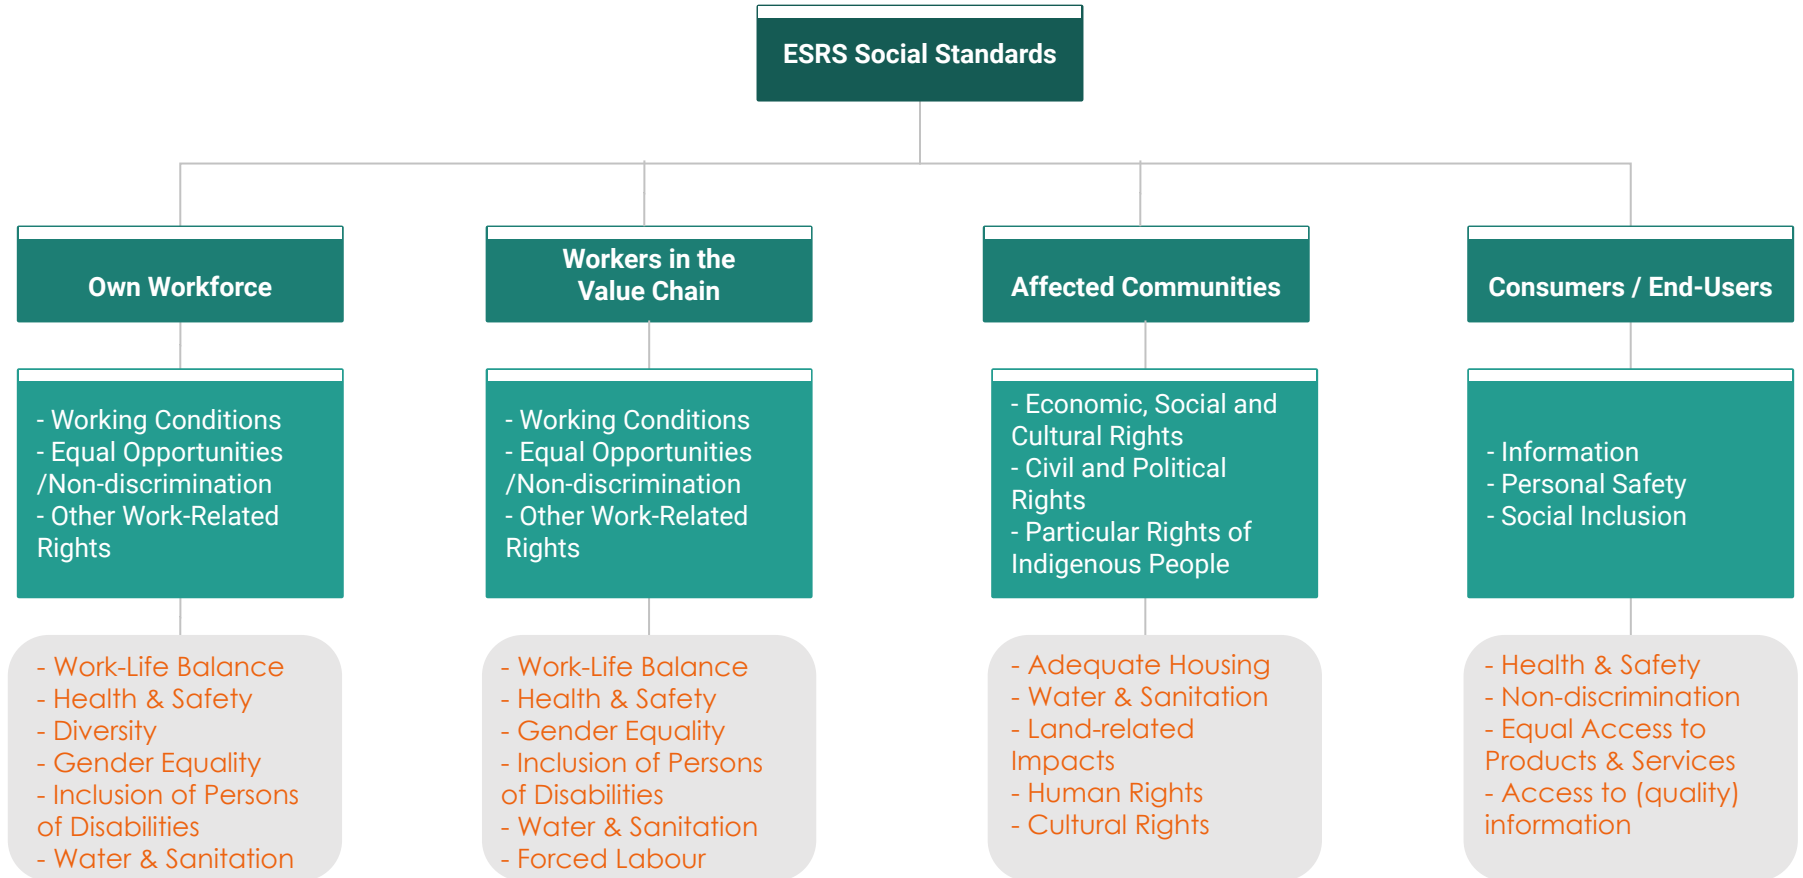 ESRS Social Standards
Own Workforce
Workers in the
Value Chain
Affected Communities
Consumers / End-Users
- Working Conditions
- Equal Opportunities
/Non-discrimination
- Other Work-Related
Rights
- Working Conditions
- Equal Opportunities
/Non-discrimination
- Other Work-Related
Rights
- Economic, Social and
Cultural Rights
- Civil and Political
Rights
- Particular Rights of
Indigenous People
- Information
- Personal Safety
- Social Inclusion
- Work-Life Balance
- Health & Safety
- Diversity
- Gender Equality
- Inclusion of Persons
of Disabilities
- Water & Sanitation
- Work-Life Balance
- Health & Safety
- Gender Equality
- Inclusion of Persons
of Disabilities
- Water & Sanitation
- Forced Labour
- Adequate Housing
- Water & Sanitation
- Land-related
Impacts
- Human Rights
- Cultural Rights
- Health & Safety
- Non-discrimination
- Equal Access to
Products & Services
- Access to (quality)
information